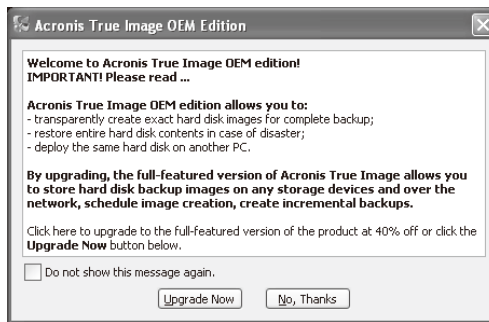 Acronis True Image OEM Edition
Welcome to Acronis True Image OEM edition!
IMPORTANT! Please read ...
Acronis True Image OEM edition allows you to:
- transparently create exact hard disk images for complete backup;
- restore entire hard disk contents in case of disaster;
- deploy the same hard disk on another PC.
By upgrading, the full-featured version of Acronis True Image allows you
to store hard disk backup images on any storage devices and over the
network, schedule image creation, create incremental backups.
Click here to upgrade to the full-featured version of the product at 40% off or click the
Upgrade Now button below.
Do not show this message again.
Upgrade Now
No, Thanks